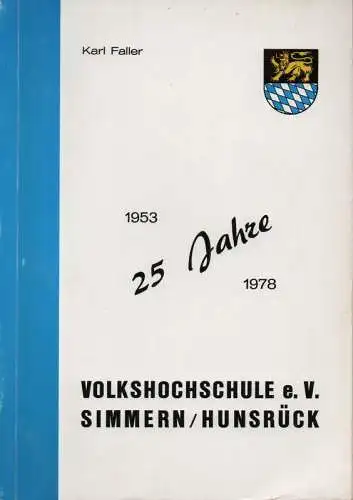 Karl Faller
1953
25 Jahre
1978
VOLKSHOCHSCHULE e. V.
SIMMERN/HUNSRÜCK